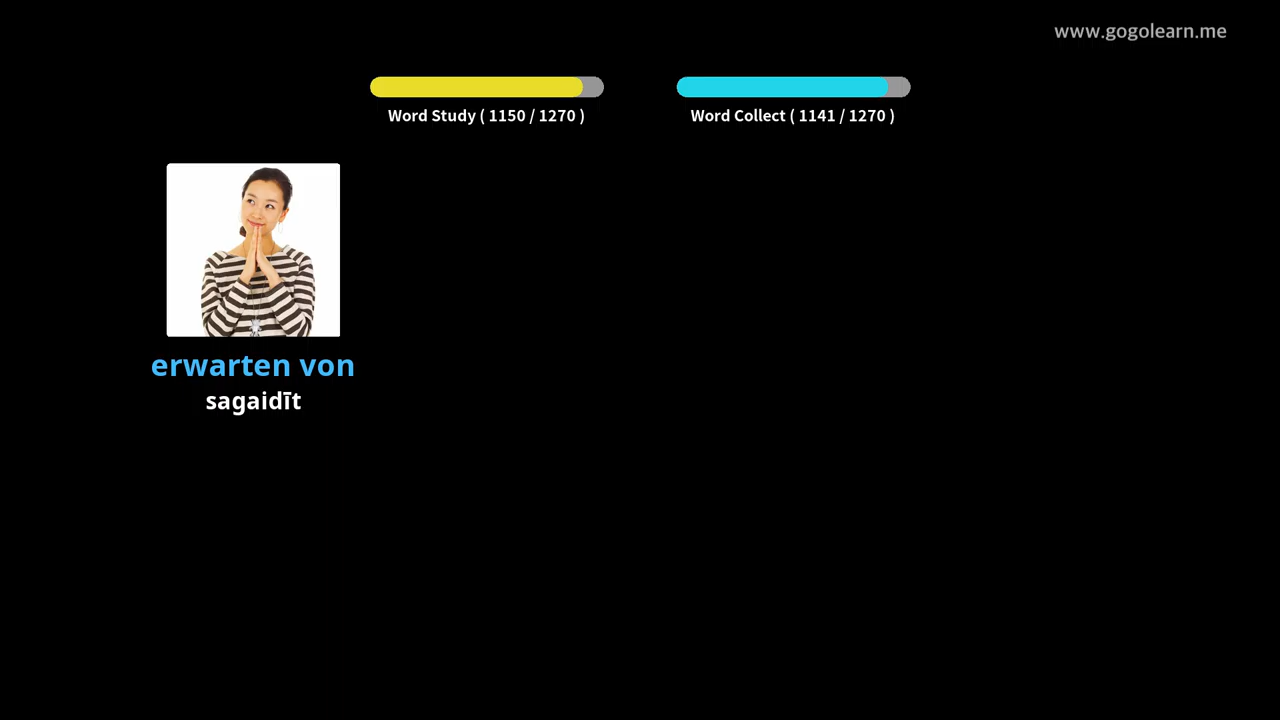 www.gogolearn.me
Word Study ( 1150 / 1270 )
Word Collect ( 1141 / 1270 )
erwarten von
sagaidīt